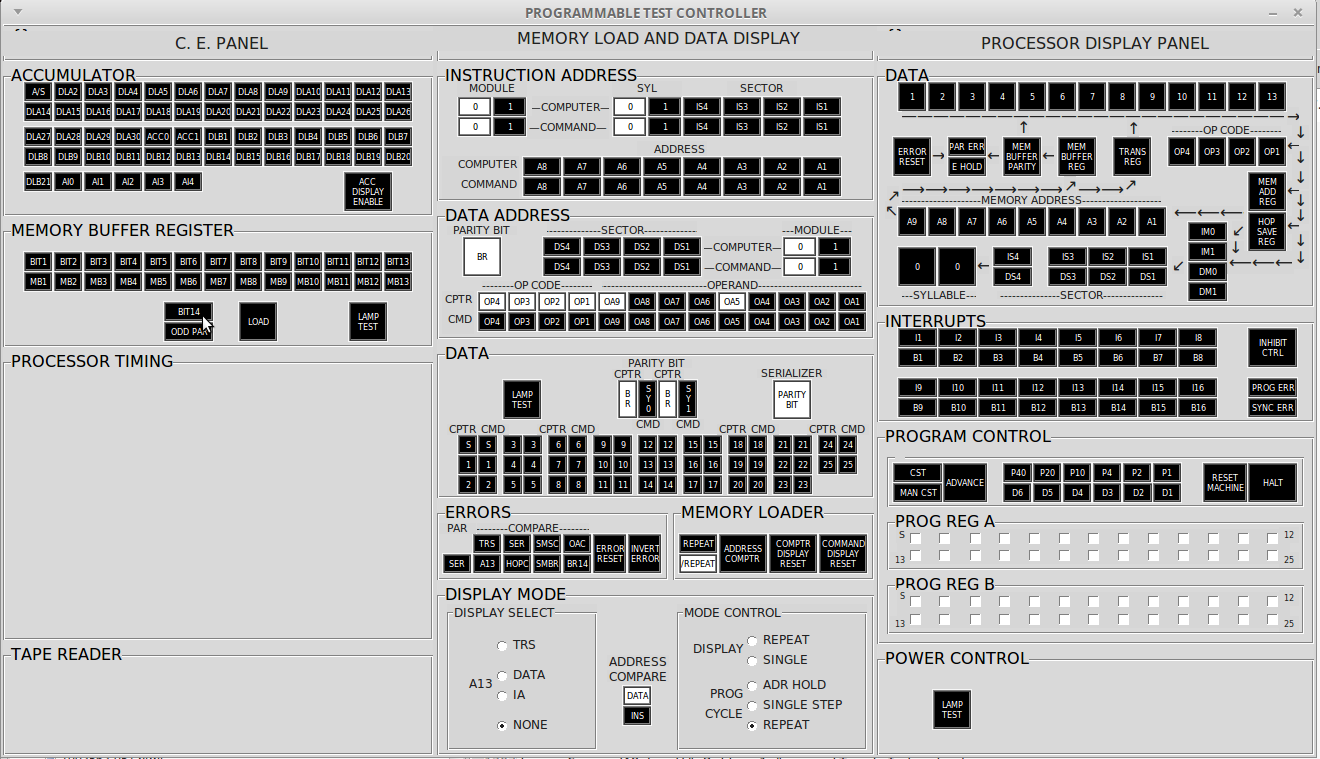 PROGRAMMABLE TEST CONTROLLER
C. E. PANEL
ACCUMULATOR
A/S DLA2 DLA3 DLA4 DLA5 DLA6 DLA7 DLA8 DLA9 DLA10 DLA11 DLA12 DLA13
DLA14 DLA15 DLA16 DLA17 DLA18 DLA19 DLA20 DLA21 DLA22 DLA23 DLA24 DLA25 DLA26
DLA27 DLA28 DLA29 DLA30 ACC0 ACC1 DLB1 DLB2 DLB3 DLB4 DLB5 DLB6 DLB7
DLB8 DLB9 DLB10 DLB11 DLB12 DLB13 DLB14 DLB15 DLB16 DLB17 DLB18 DLB19 DLB20
DLB21 AI0 AI1 AI2 AI3 AI4
ACC
DISPLAY
ENABLE
MEMORY BUFFER REGISTER
BIT1 BIT2 BIT3 BIT4 BIT5 BIT6 BIT7 BIT8 BIT9 BIT10 BIT11 BIT12 BIT13
MB1 MB2 MB3 MB4 MB5 MB6 MB7 MB8 MB9 MB10 MB11 MB12 MB13
BIT14
ODD PAR
LOAD
LAMP
TEST
PROCESSOR TIMING
TAPE READER
MEMORY LOAD AND DATA DISPLAY
INSTRUCTION ADDRESS
MODULE SYL SECTOR
0 1 —COMPUTER— 0 1 IS4 IS3 IS2 IS1
0 1 —COMMAND— 0 1 IS4 IS3 IS2 IS1
ADDRESS
COMPUTER A8 A7 A6 A5 A4 A3 A2 A1
COMMAND A8 A7 A6 A5 A4 A3 A2 A1
DATA ADDRESS
PARITY BIT ----------SECTOR---------- ---MODULE---
BR
DS4 DS3 DS2 DS1 —COMPUTER— 0 1
DS4 DS3 DS2 DS1 —COMMAND— 0 1
------OP CODE------ ----------OPERAND----------
CPTR OP4 OP3 OP2 OP1 OA9 OA8 OA7 OA6 OA5 OA4 OA3 OA2 OA1
CMD OP4 OP3 OP2 OP1 OA9 OA8 OA7 OA6 OA5 OA4 OA3 OA2 OA1
DATA
LAMP
TEST
PARITY BIT
CPTR CPTR
BR SY0 BR SY1
CMD CMD
SERIALIZER
PARITY
BIT
CPTR CMD CPTR CMD CPTR CMD CPTR CMD
S S 3 3 6 6 9 9 12 12 15 15 18 18 21 21 24 24
1 1 4 4 7 7 10 10 13 13 16 16 19 19 22 22 25 25
2 2 5 5 8 8 11 11 14 14 17 17 20 20 23 23
ERRORS
PAR --------COMPARE--------
TRS SER SMSC OAC
SER A13 HOPC SMBR BR14
ERROR
RESET
INVERT
ERROR
MEMORY LOADER
REPEAT
/REPEAT
ADDRESS
COMPTR
COMPTR
DISPLAY
RESET
COMMAND
DISPLAY
RESET
DISPLAY MODE
DISPLAY SELECT
TRS
A13
DATA
IA
NONE
ADDRESS
COMPARE
DATA
INS
MODE CONTROL
DISPLAY
REPEAT
SINGLE
PROG
CYCLE
ADR HOLD
SINGLE STEP
REPEAT
PROCESSOR DISPLAY PANEL
DATA
1 2 3 4 5 6 7 8 9 10 11 12 13
--------OP CODE--------
ERROR
RESET
PAR ERR
E HOLD
MEM
BUFFER
PARITY
MEM
BUFFER
REG
TRANS
REG
OP4 OP3 OP2 OP1
MEM
ADD
REG
-----------MEMORY ADDRESS-----------
A9 A8 A7 A6 A5 A4 A3 A2 A1
HOP
SAVE
REG
IM0
IM1
DM0
DM1
0 0
IS4 IS3 IS2 IS1
DS4 DS3 DS2 DS1
---SYLLABLE--- -----------SECTOR-----------
INTERRUPTS
I1 I2 I3 I4 I5 I6 I7 I8
B1 B2 B3 B4 B5 B6 B7 B8
INHIBIT
CTRL
I9 I10 I11 I12 I13 I14 I15 I16
B9 B10 B11 B12 B13 B14 B15 B16
PROG ERR
SYNC ERR
PROGRAM CONTROL
CST
MAN CST
ADVANCE
P40 P20 P10 P4 P2 P1
D6 D5 D4 D3 D2 D1
RESET
MACHINE
HALT
PROG REG A
S 12
13 25
PROG REG B
S 12
13 25
POWER CONTROL
LAMP
TEST